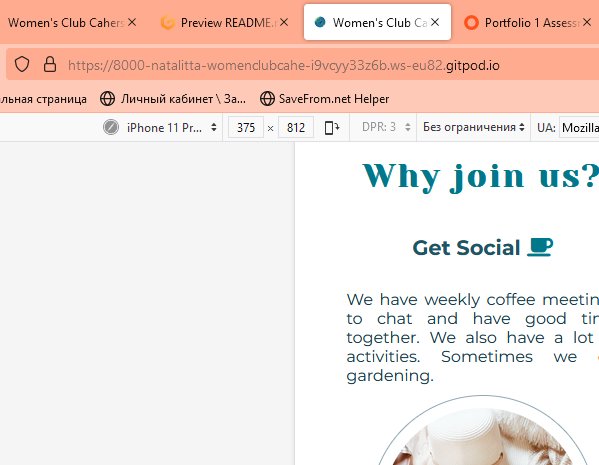 Women's Club Cahers
Preview README.
Women's Club Ca
Portfolio 1 Assess
https://8000-natalitta-womenclubcahe-i9vcyy33z6b.ws-eu82.gitpod.io
льная страница
Личный кабинет \ За...
SaveFrom.net Helper
iPhone 11 Pr...
375 × 812
DPR: 3
Без ограничения
UA:
Mozilla
Why join us?
Get Social
We have weekly coffee meetin
to chat and have good tim
together. We also have a lot
activities. Sometimes we
gardening.